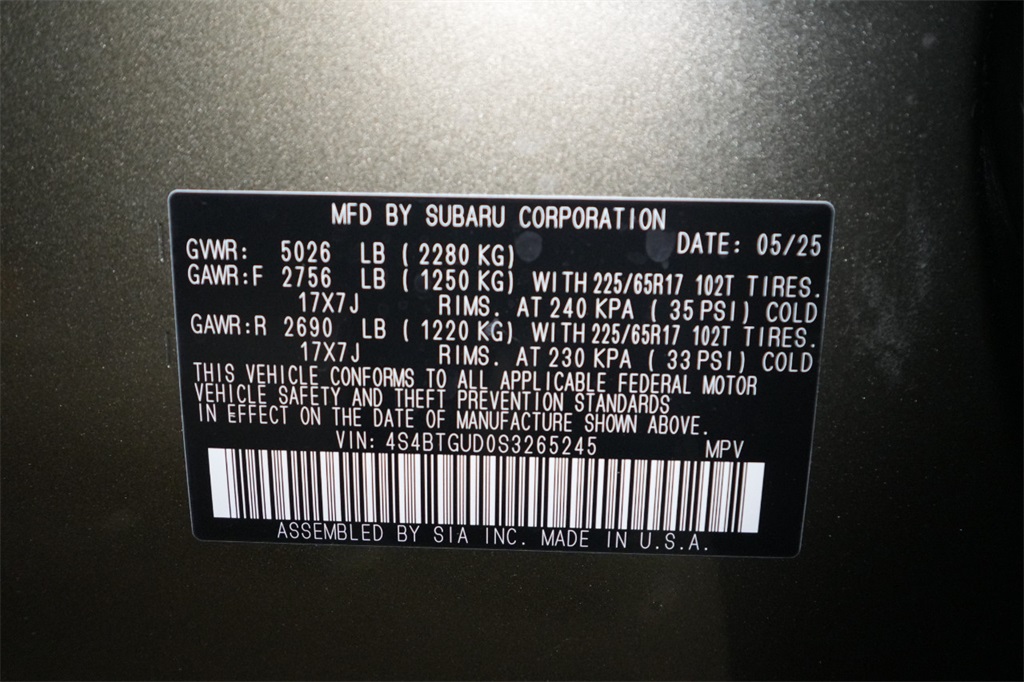 MFD BY SUBARU CORPORATION
DATE: 05/25
GVWR: 5026 LB (2280 KG)
GAWR:F 2756 LB (1250 KG) WITH 225/65R17 102T TIRES.
17X7J RIMS. AT 240 KPA (35 PSI) COLD
GAWR:R 2690 LB (1220 KG) WITH 225/65R17 102T TIRES.
17X7J RIMS. AT 230 KPA (33 PSI) COLD
THIS VEHICLE CONFORMS TO ALL APPLICABLE FEDERAL MOTOR
VEHICLE SAFETY AND THEFT PREVENTION STANDARDS
IN EFFECT ON THE DATE OF MANUFACTURE SHOWN ABOVE.
VIN: 4S4BTGUD0S3265245 MPV
ASSEMBLED BY SIA INC. MADE IN U.S.A.